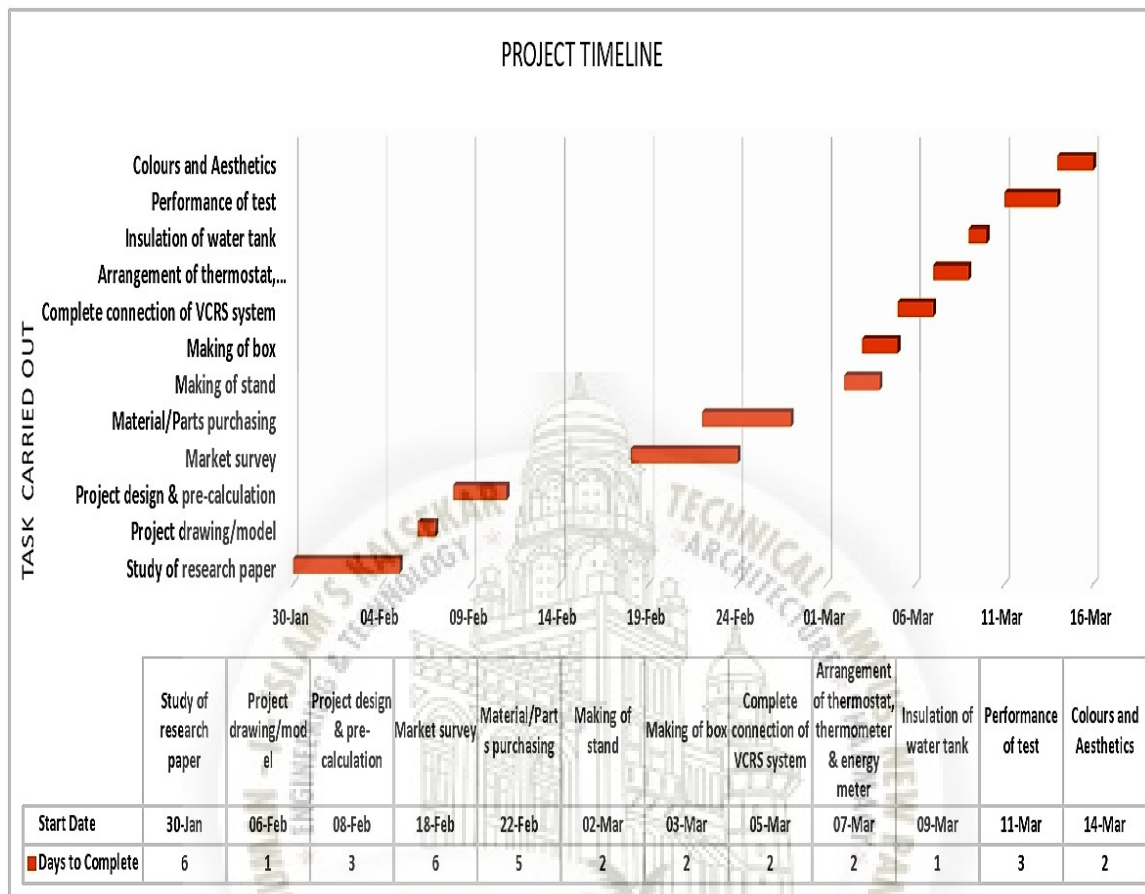 PROJECT TIMELINE
TASK CARRIED OUT
Colours and Aesthetics
Performance of test
Insulation of water tank
Arrangement of thermostat,...
Complete connection of VCRS system
Making of box
Making of stand
Material/Parts purchasing
Market survey
Project design & pre-calculation
Project drawing/model
Study of research paper
30-Jan 04-Feb 09-Feb 14-Feb 19-Feb 24-Feb 01-Mar 06-Mar 11-Mar 16-Mar
Study of
research
paper
Project
drawing/mod
el
Project design
& pre-
calculation
Market survey
Material/Part
s purchasing
Making of
stand
Making of box
Complete
connection of
VCRS system
Arrangement
of thermostat,
thermometer
& energy
meter
Insulation of
water tank
Performance
of test
Colours and
Aesthetics
Start Date 30-Jan 06-Feb 08-Feb 18-Feb 22-Feb 02-Mar 03-Mar 05-Mar 07-Mar 09-Mar 11-Mar 14-Mar
Days to Complete 6 1 3 6 5 2 2 2 2 1 3 2
ISLAM'S KALSEKAR TECHNICAL
ENGINEERING & TECHNOLOGY
ARCHITECTURE